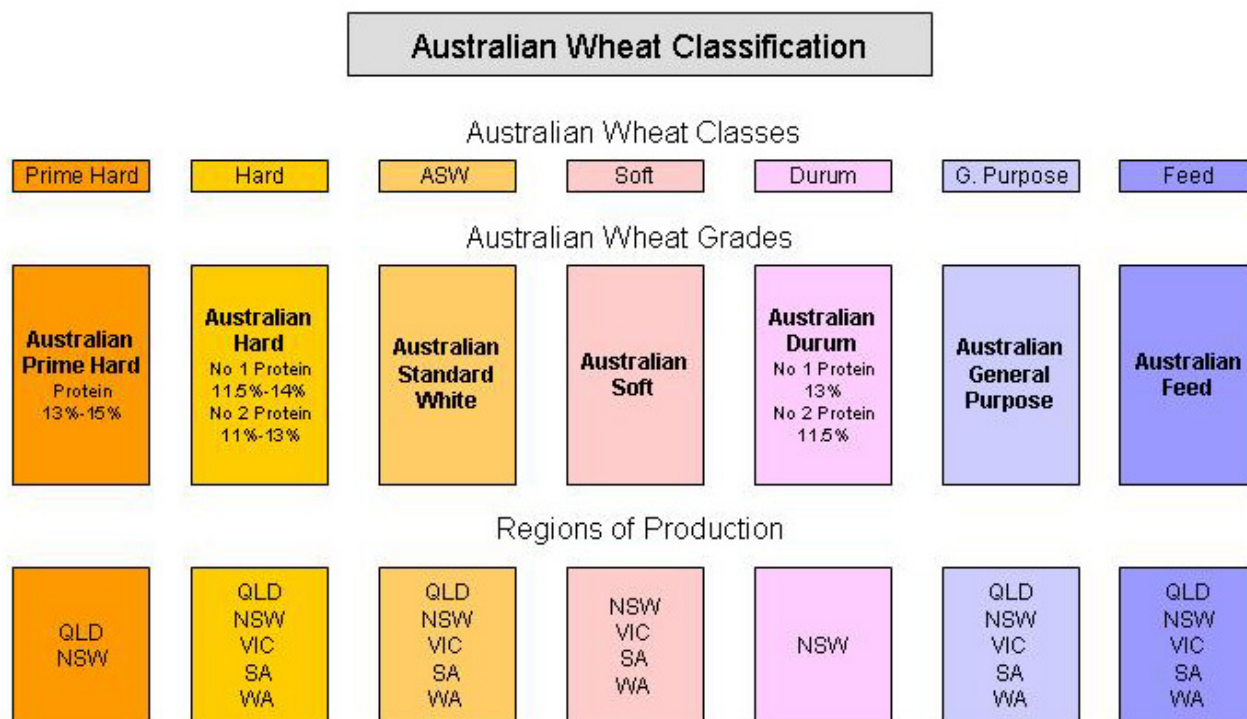 Australian Wheat Classification
Australian Wheat Classes
Prime Hard
Hard
ASW
Soft
Durum
G. Purpose
Feed
Australian Wheat Grades
Australian
Prime Hard
Protein
13%-15%
Australian
Hard
No 1 Protein
11.5%-14%
No 2 Protein
11%-13%
Australian
Standard
White
Australian
Soft
Australian
Durum
No 1 Protein
13%
No 2 Protein
11.5%
Australian
General
Purpose
Australian
Feed
Regions of Production
QLD
NSW
QLD
NSW
VIC
SA
WA
QLD
NSW
VIC
SA
WA
NSW
VIC
SA
WA
NSW
QLD
NSW
VIC
SA
WA
QLD
NSW
VIC
SA
WA